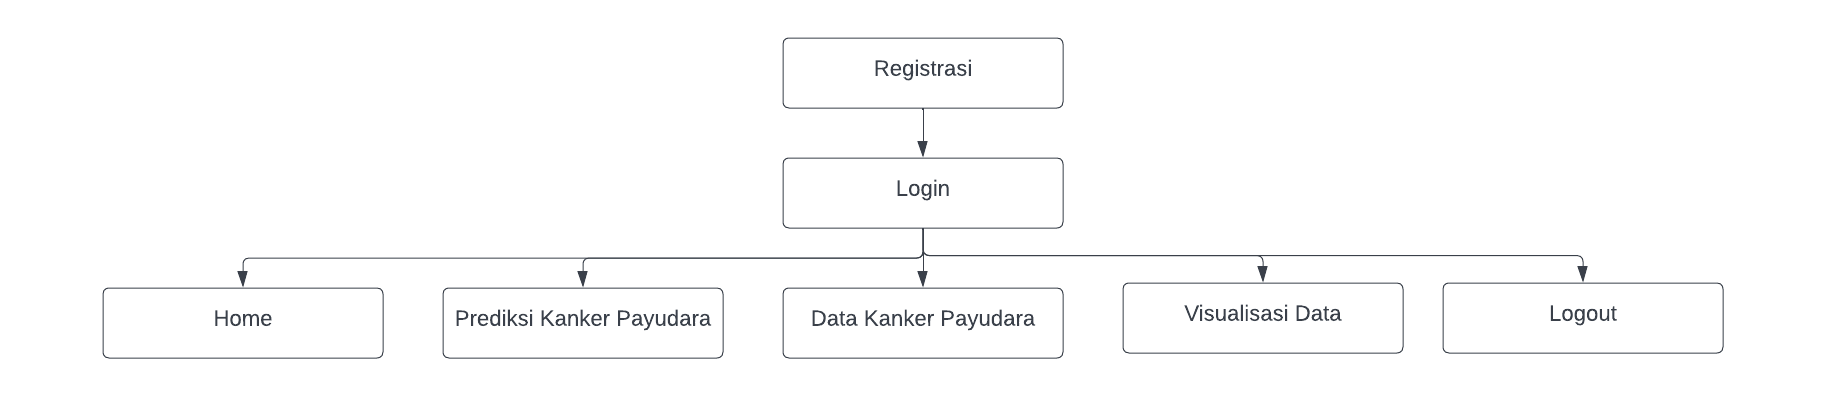 Registrasi
Login
Home
Prediksi Kanker Payudara
Data Kanker Payudara
Visualisasi Data
Logout